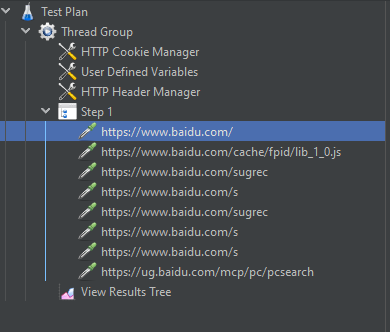 Test Plan
Thread Group
HTTP Cookie Manager
User Defined Variables
HTTP Header Manager
Step 1
https://www.baidu.com/
https://www.baidu.com/cache/fpid/lib_1_0.js
https://www.baidu.com/sugrec
https://www.baidu.com/s
https://www.baidu.com/sugrec
https://www.baidu.com/s
https://www.baidu.com/s
https://ug.baidu.com/mcp/pc/pcsearch
View Results Tree